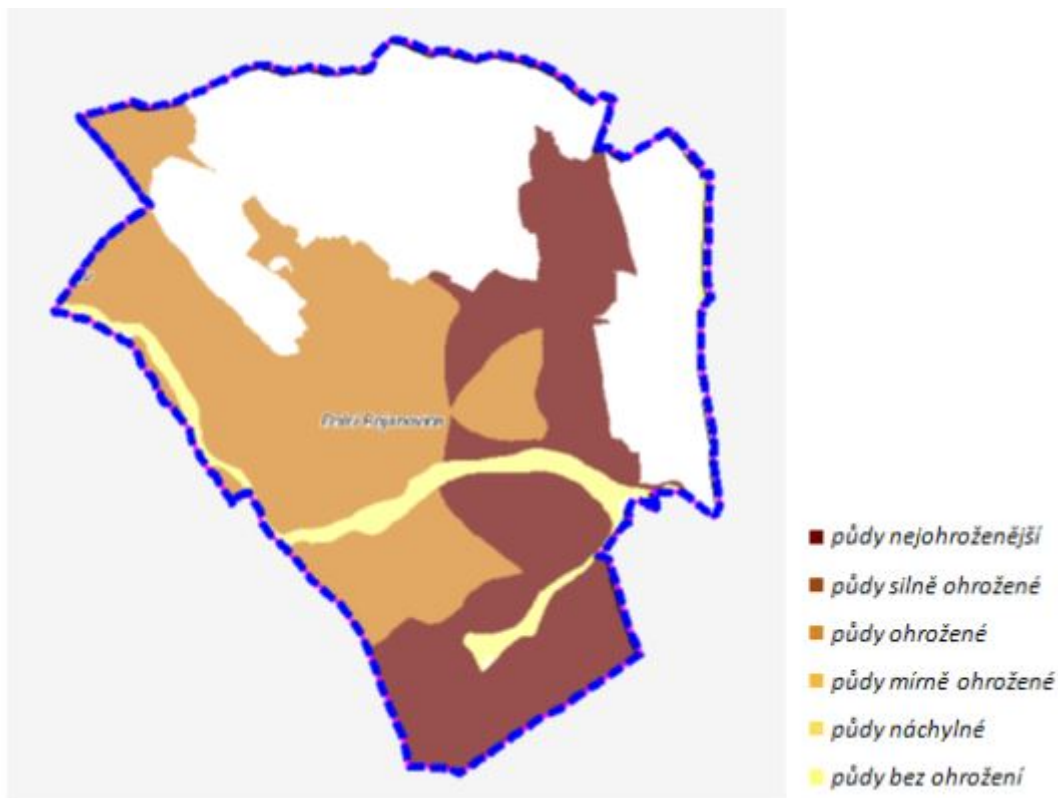 půdy nejohroženější
půdy silně ohrožené
půdy ohrožené
půdy mírně ohrožené
půdy náchylné
půdy bez ohrožení